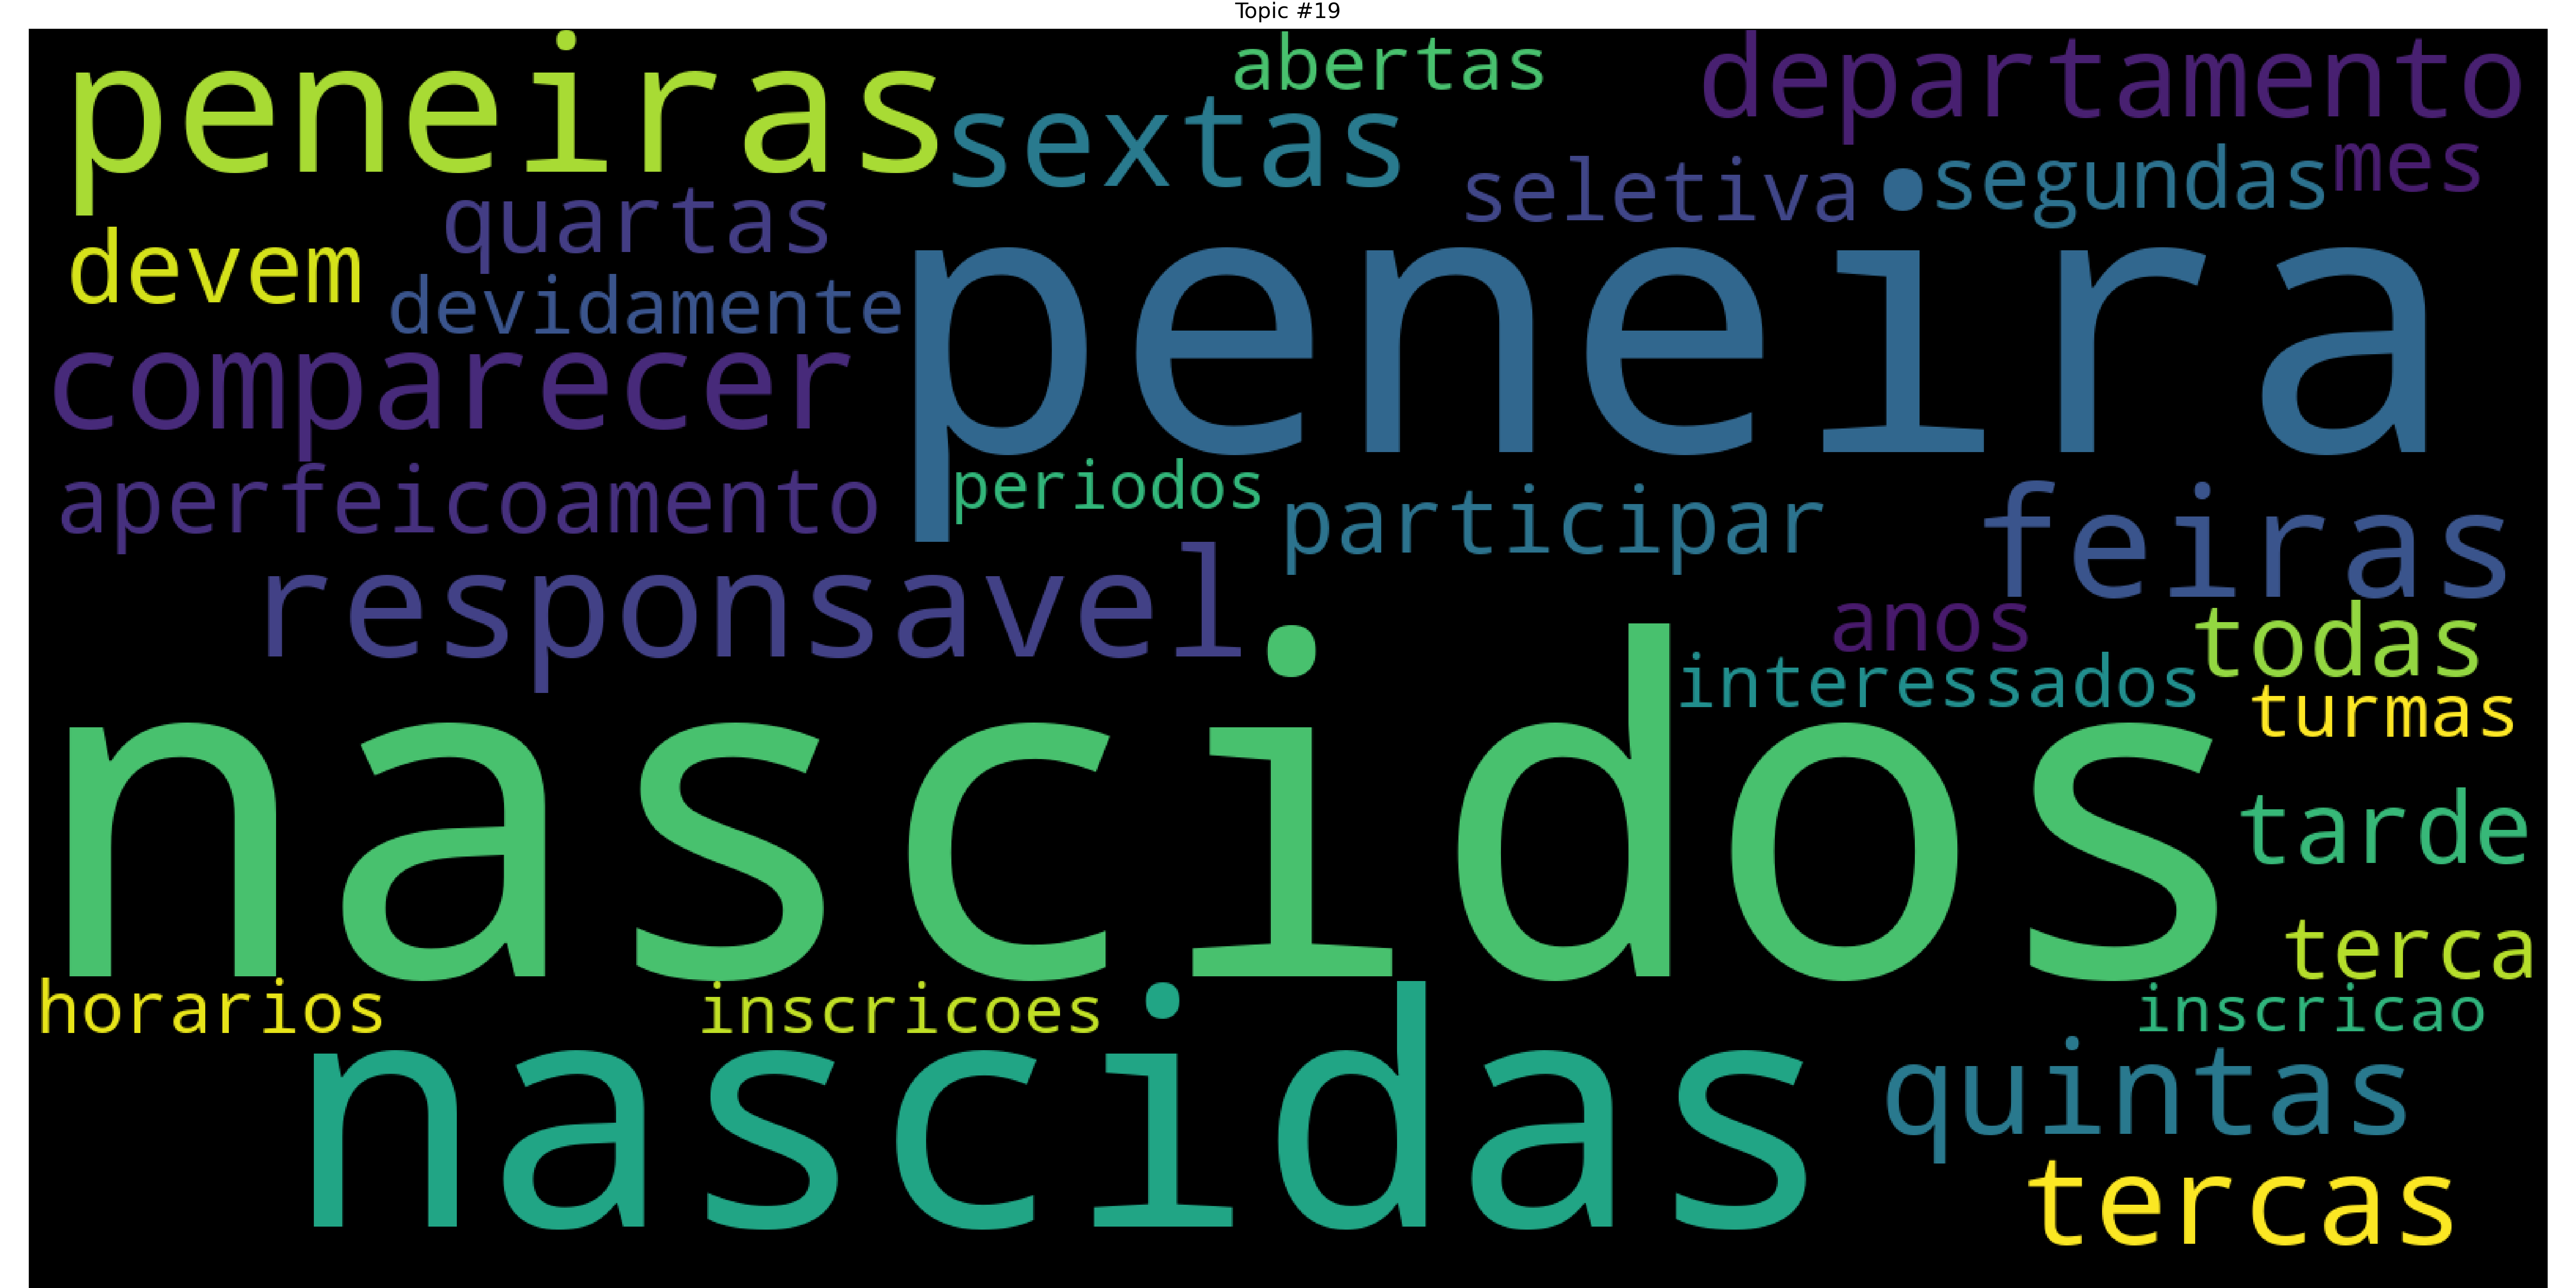 Topic #19
peneiras
abertas
departamento
sextas
seletiva
segundas
mes
quartas
devem
devidamente
peneira
comparecer
aperfeicoamento
periodos
participar
feiras
responsavel
anos
todas
interessados
turmas
nascidos
tarde
terca
horarios
inscricoes
inscricao
nascidas
quintas
tercas